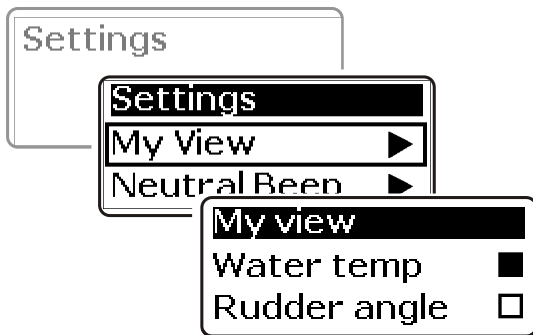 Settings
Settings
My View
Neutral Beep
My view
Water temp
Rudder angle